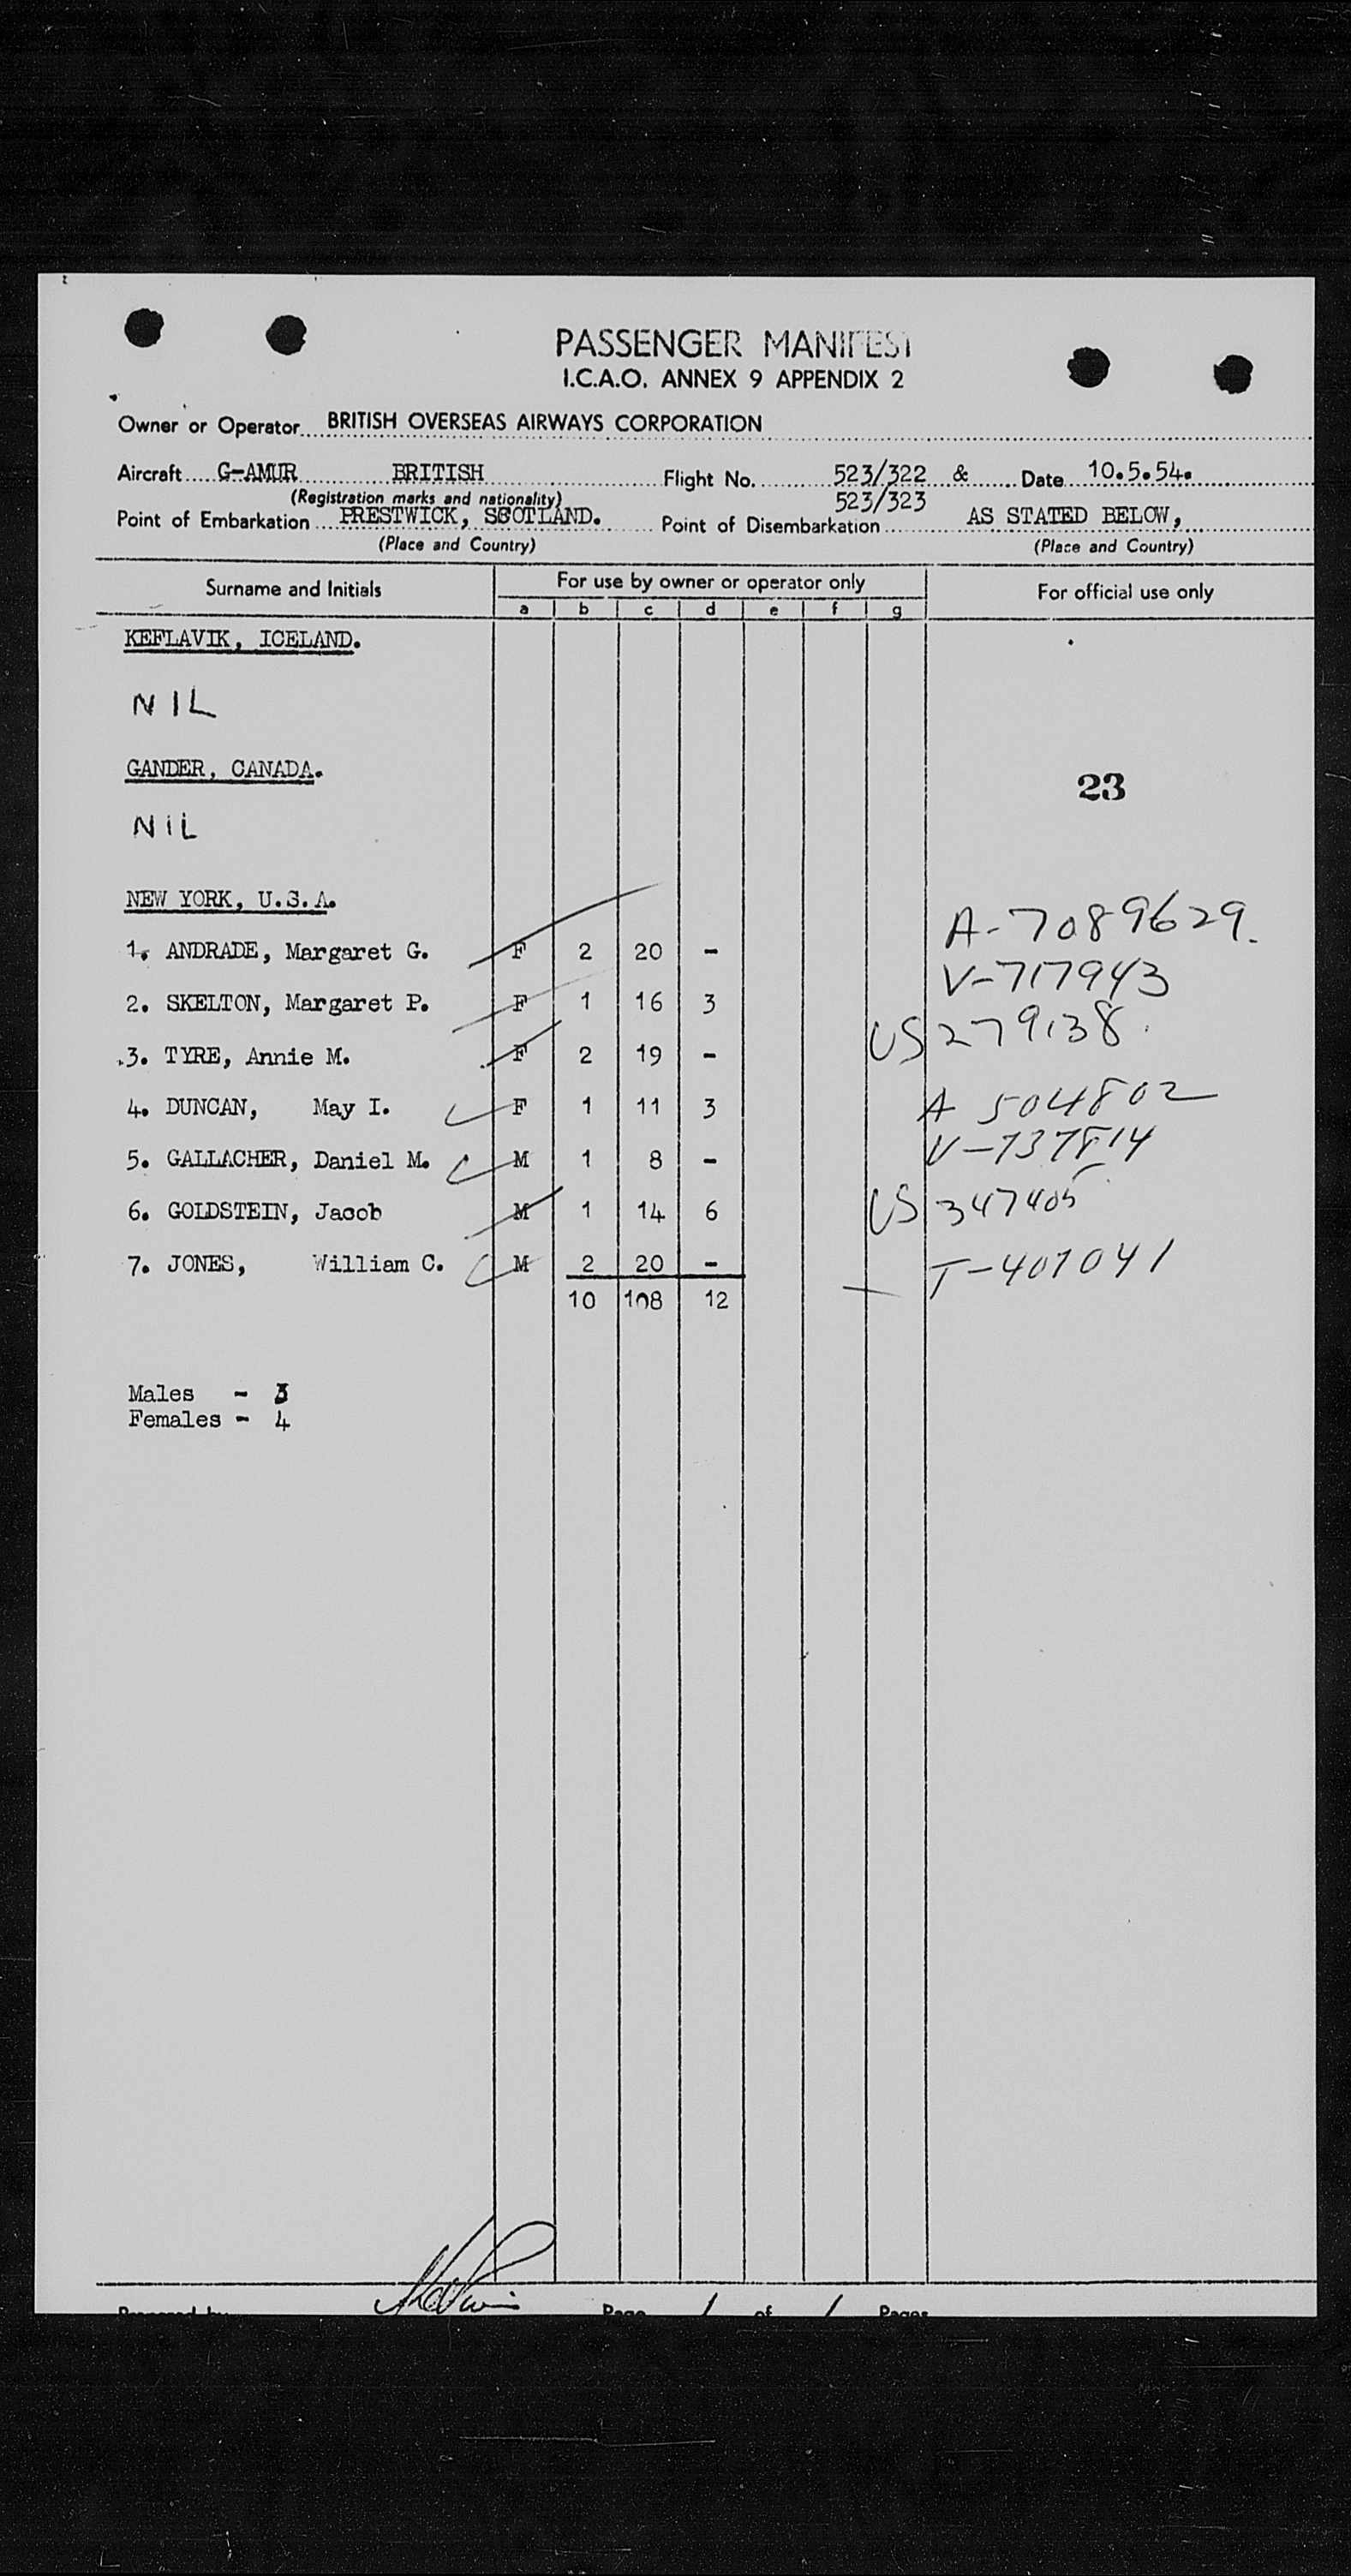 PASSENGER MANIFEST
I.C.A.O. ANNEX 9 APPENDIX 2
Owner or Operator BRITISH OVERSEAS AIRWAYS CORPORATION
Aircraft G-AMUR BRITISH Flight No. 523/322 & Date 10.5.54.
(Registration marks and nationality) 523/323
Point of Embarkation PRESTWICK, SCOTLAND. Point of Disembarkation AS STATED BELOW,
(Place and Country) (Place and Country)
Surname and Initials For use by owner or operator only For official use only
a b c d e f g
KEFLAVIK, ICELAND.
NIL
GANDER, CANADA.
23
NIL
NEW YORK, U.S.A.
1. ANDRADE, Margaret G. F 2 20 - A-7089629.
2. SKELTON, Margaret P. F 1 16 3 V-717943
3. TYRE, Annie M. F 2 19 - US 279138.
4. DUNCAN, May I. F 1 11 3 A 504802
5. GALLACHER, Daniel M. M 1 8 - V-737814
6. GOLDSTEIN, Jacob M 1 14 6 US 347405
7. JONES, William C. M 2 20 - T-407041
10 108 12
Males - 3
Females - 4
Prepared by Page 1 of 1 Pages